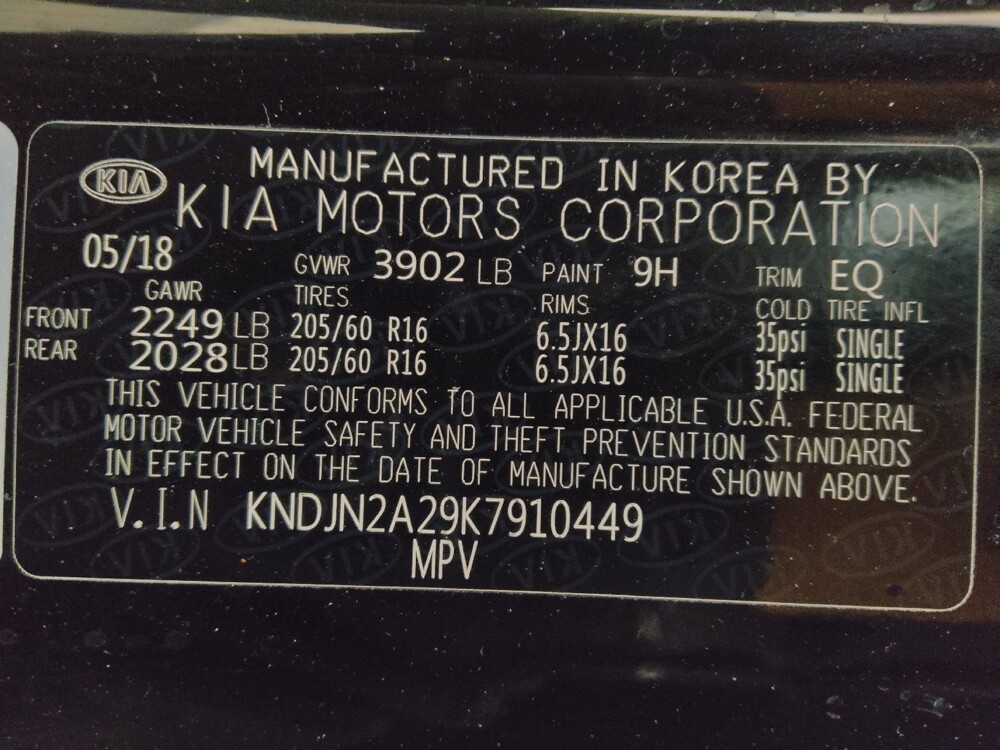 KIA MANUFACTURED IN KOREA BY
KIA MOTORS CORPORATION
05/18 GVWR 3902 LB PAINT 9H TRIM EQ
GAWR TIRES RIMS COLD TIRE INFL
FRONT 2249 LB 205/60 R16 6.5JX16 35psi SINGLE
REAR 2028 LB 205/60 R16 6.5JX16 35psi SINGLE
THIS VEHICLE CONFORMS TO ALL APPLICABLE U.S.A. FEDERAL
MOTOR VEHICLE SAFETY AND THEFT PREVENTION STANDARDS
IN EFFECT ON THE DATE OF MANUFACTURE SHOWN ABOVE.
V.I.N KNDJN2A29K7910449
MPV